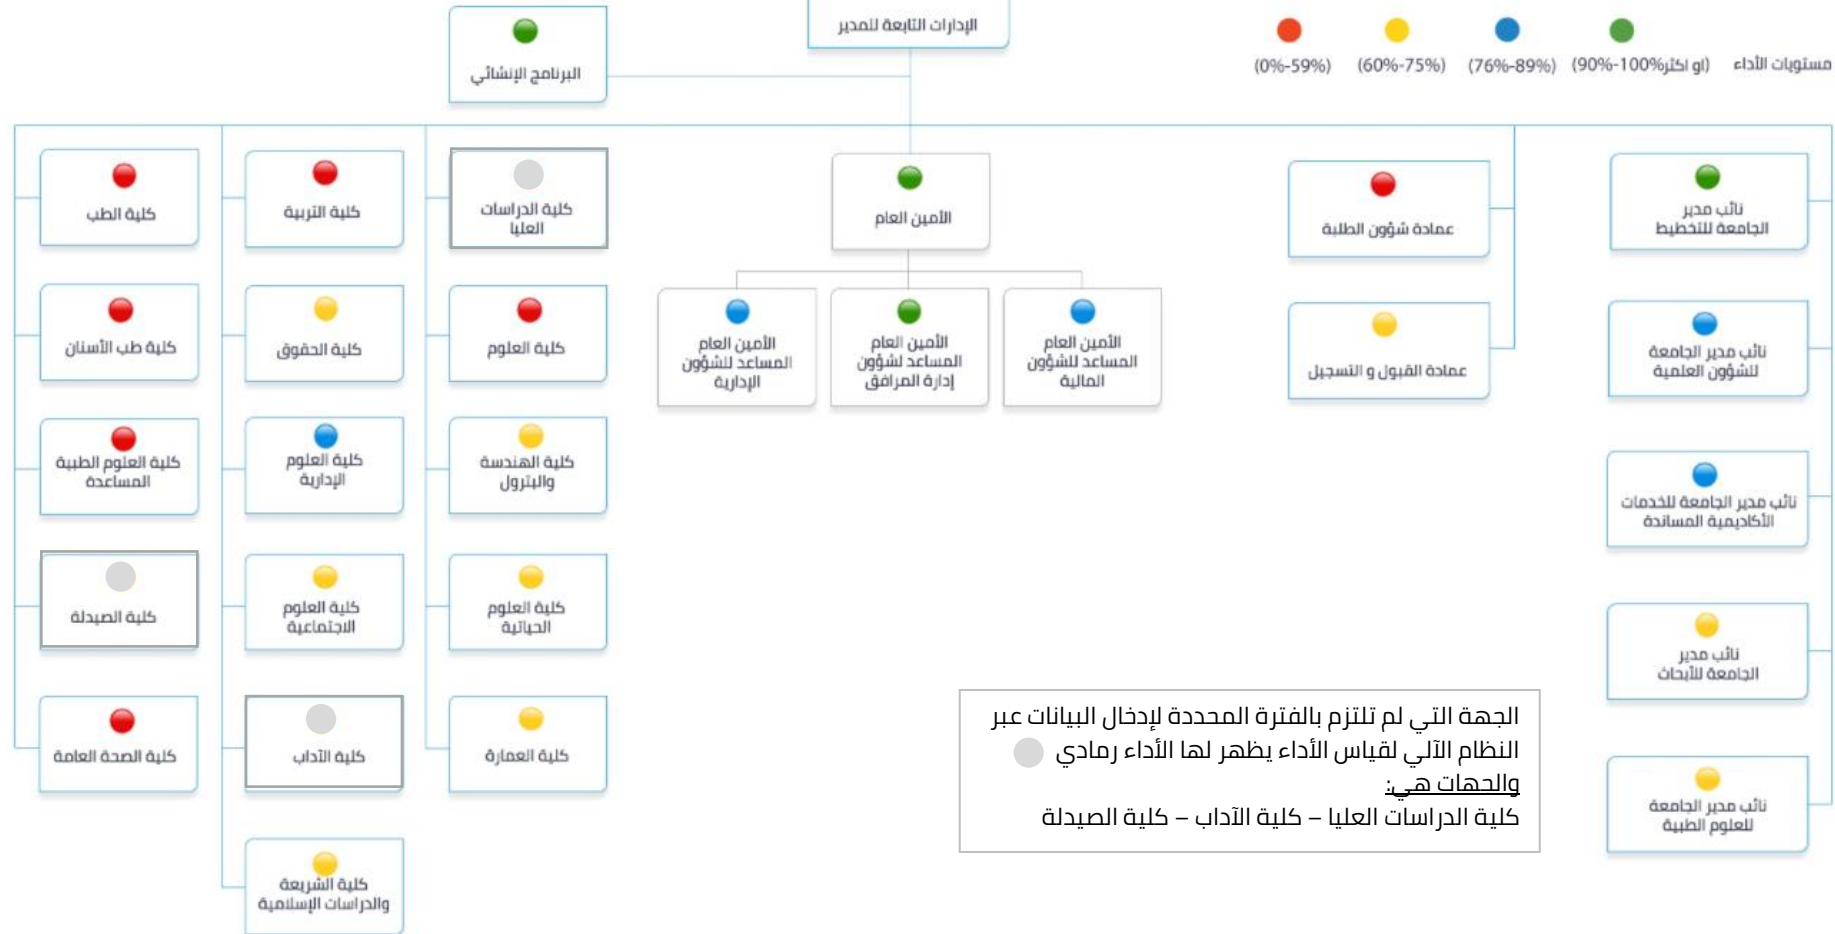 الإدارات التابعة للمدير
مستويات الأداء
(90%-100%او اكثر)
(76%-89%)
(60%-75%)
(0%-59%)
البرنامج الإنشائي
نائب مدير
الجامعة للتخطيط
نائب مدير الجامعة
للشؤون العلمية
نائب مدير الجامعة للخدمات
الأكاديمية المساندة
نائب مدير
الجامعة للأبحاث
نائب مدير الجامعة
للعلوم الطبية
عمادة شؤون الطلبة
عمادة القبول و التسجيل
الأمين العام
الأمين العام
المساعد للشؤون
المالية
الأمين العام
المساعد لشؤون
إدارة المرافق
الأمين العام
المساعد للشؤون
الإدارية
كلية الدراسات
العليا
كلية العلوم
كلية الهندسة
والبترول
كلية العلوم
الحياتية
كلية العمارة
كلية التربية
كلية الحقوق
كلية العلوم
الإدارية
كلية العلوم
الاجتماعية
كلية الآداب
كلية الشريعة
والدراسات الإسلامية
كلية الطب
كلية طب الأسنان
كلية العلوم الطبية
المساعدة
كلية الصيدلة
كلية الصحة العامة
الجهة التي لم تلتزم بالفترة المحددة لإدخال البيانات عبر
النظام الآلي لقياس الأداء يظهر لها الأداء رمادي
والجهات هي:
كلية الدراسات العليا – كلية الآداب – كلية الصيدلة